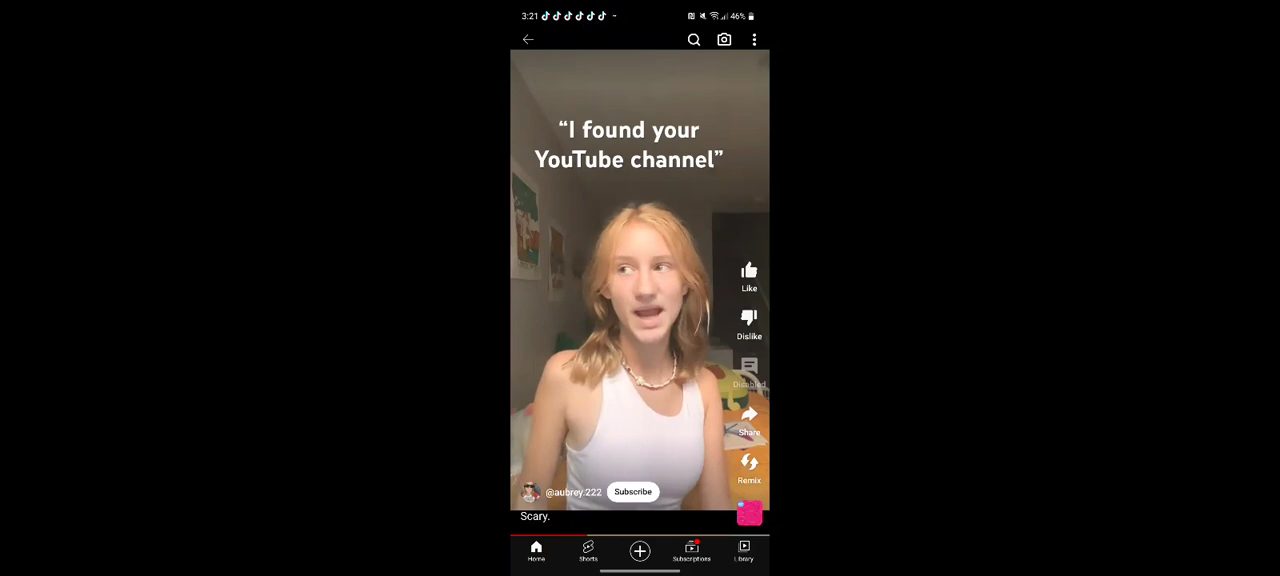 3:21
46%
“I found your
YouTube channel”
Like
Dislike
Disabled
Share
Remix
@aubrey.222
Subscribe
Scary.
Home
Shorts
Subscriptions
Library